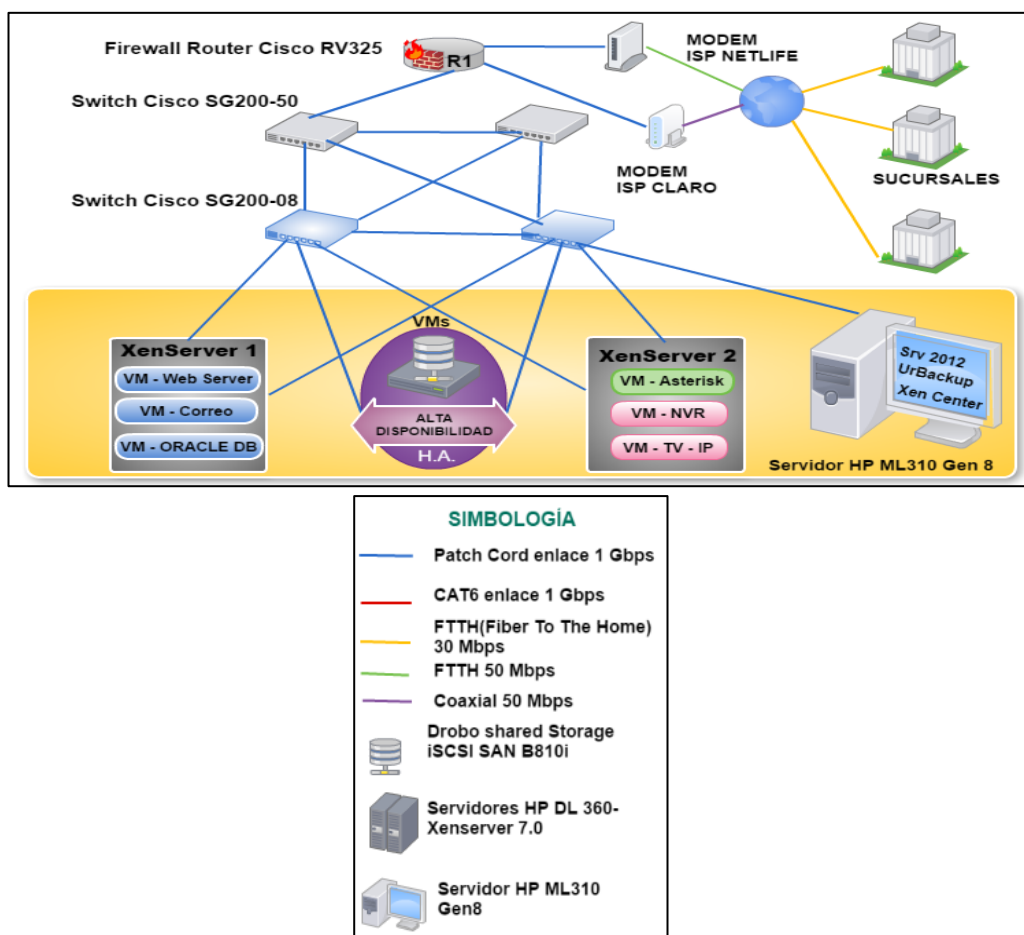 Firewall Router Cisco RV325
R1
MODEM
ISP NETLIFE
Switch Cisco SG200-50
MODEM
ISP CLARO
SUCURSALES
Switch Cisco SG200-08
VMs
XenServer 1
VM - Web Server
VM - Correo
VM - ORACLE DB
ALTA
DISPONIBILIDAD
H.A.
XenServer 2
VM - Asterisk
VM - NVR
VM - TV - IP
Srv 2012
UrBackup
Xen Center
Servidor HP ML310 Gen 8
SIMBOLOGÍA
Patch Cord enlace 1 Gbps
CAT6 enlace 1 Gbps
FTTH(Fiber To The Home)
30 Mbps
FTTH 50 Mbps
Coaxial 50 Mbps
Drobo shared Storage
iSCSI SAN B810i
Servidores HP DL 360-
Xenserver 7.0
Servidor HP ML310
Gen8